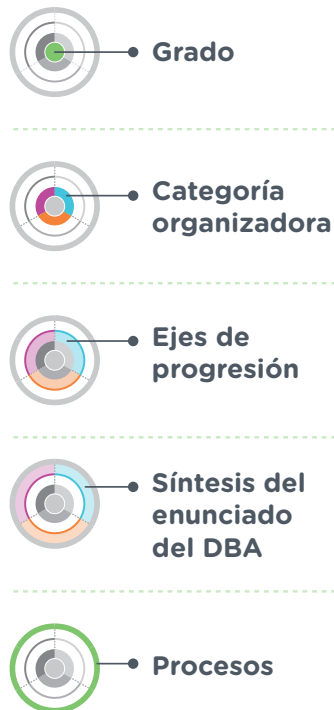 Grado
Categoría
organizadora
Ejes de
progresión
Síntesis del
enunciado
del DBA
Procesos